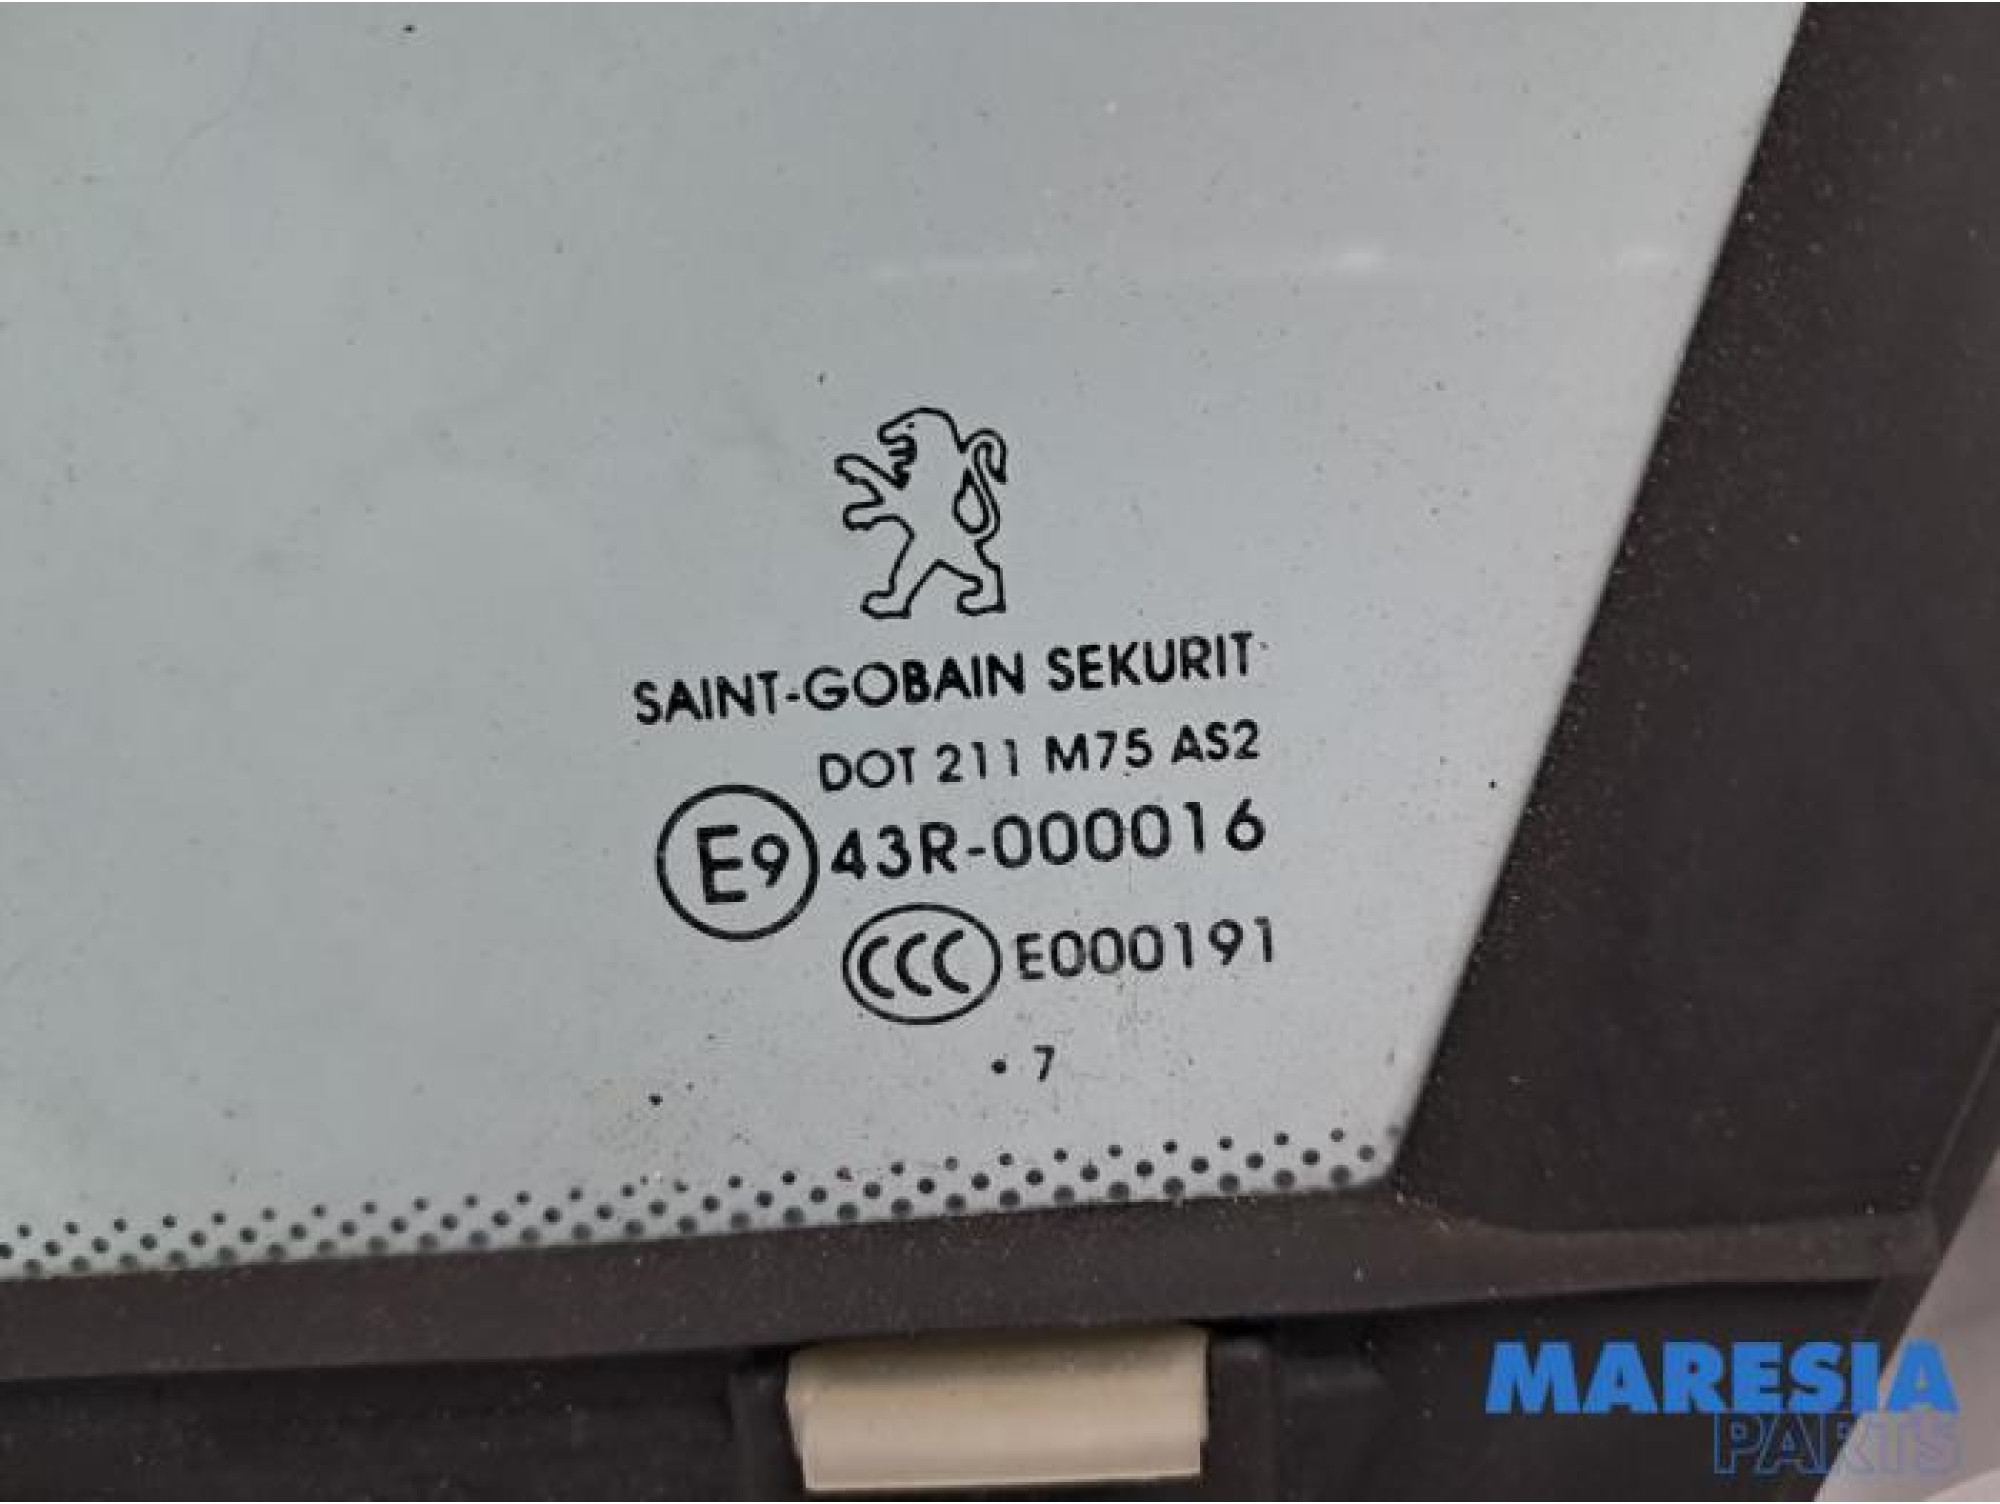 SAINT-GOBAIN SEKURIT
DOT 211 M75 AS2
E9 43R-000016
CCC E000191
. 7
MARESIA
PARTS